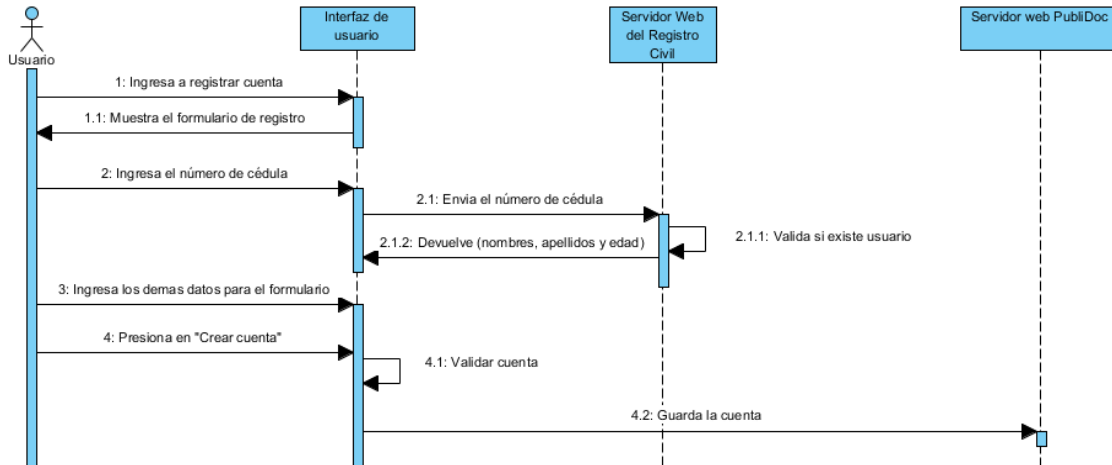 Interfaz de
usuario
Servidor Web
del Registro
Civil
Servidor web PubliDoc
Usuario
1: Ingresa a registrar cuenta
1.1: Muestra el formulario de registro
2: Ingresa el número de cédula
2.1: Envia el número de cédula
2.1.1: Valida si existe usuario
2.1.2: Devuelve (nombres, apellidos y edad)
3: Ingresa los demas datos para el formulario
4: Presiona en "Crear cuenta"
4.1: Validar cuenta
4.2: Guarda la cuenta